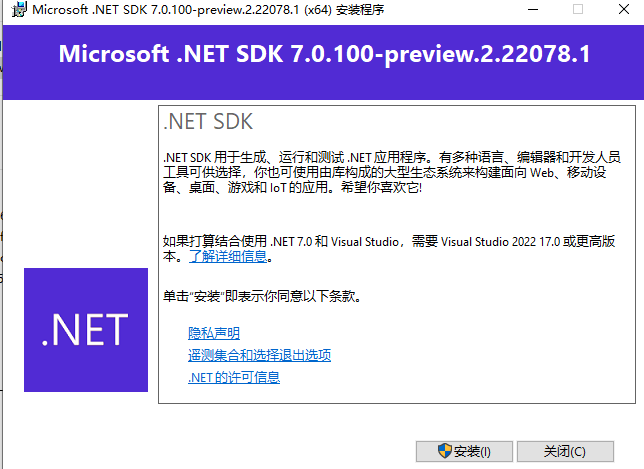 Microsoft .NET SDK 7.0.100-preview.2.22078.1 (x64) 安装程序
Microsoft .NET SDK 7.0.100-preview.2.22078.1
.NET SDK
.NET SDK 用于生成、运行和测试 .NET 应用程序。有多种语言、编辑器和开发人员
工具可供选择，你也可使用由库构成的大型生态系统来构建面向 Web、移动设
备、桌面、游戏和 IoT 的应用。希望你喜欢它!
如果打算结合使用 .NET 7.0 和 Visual Studio，需要 Visual Studio 2022 17.0 或更高版
本。了解详细信息。
单击“安装”即表示你同意以下条款。
.NET
隐私声明
遥测集合和选择退出选项
.NET 的许可信息
安装(I)
关闭(C)